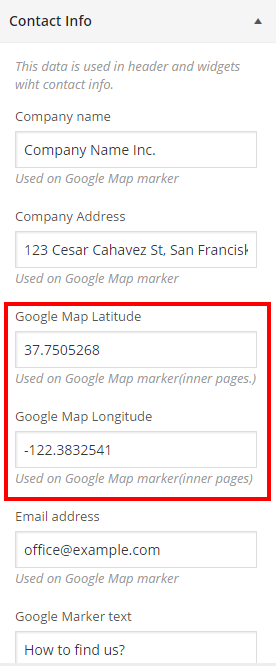 Contact Info
This data is used in header and widgets
wiht contact info.
Company name
Company Name Inc.
Used on Google Map marker
Company Address
123 Cesar Cahavez St, San Francisk
Used on Google Map marker
Google Map Latitude
37.7505268
Used on Google Map marker(inner pages.)
Google Map Longitude
-122.3832541
Used on Google Map marker(inner pages)
Email address
office@example.com
Used on Google Map marker
Google Marker text
How to find us?